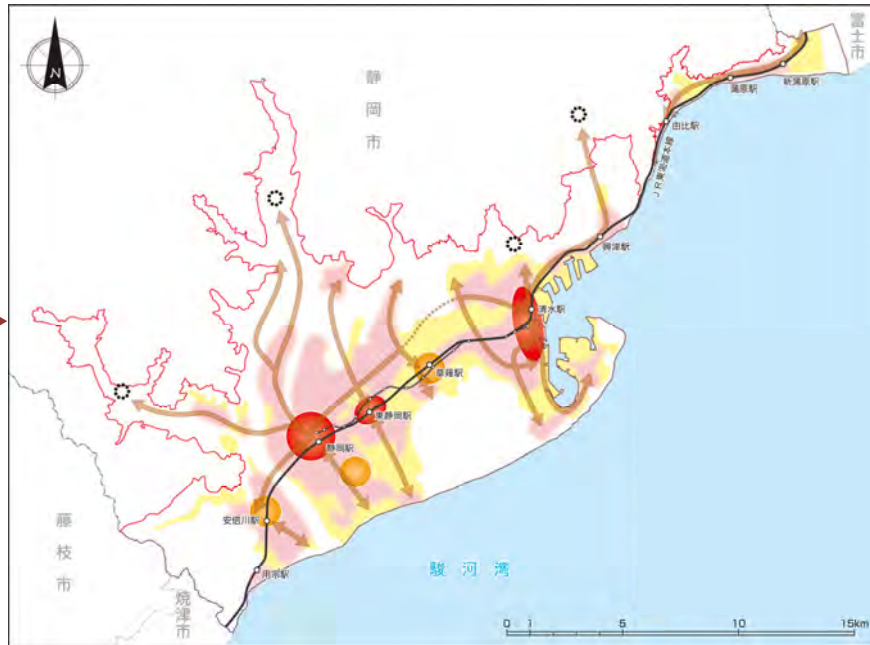 N
富士市
静岡市
新蒲原駅
蒲原駅
由比駅
JR東海道本線
興津駅
清水駅
草薙駅
東静岡駅
静岡駅
安倍川駅
用宗駅
藤枝市
焼津市
駿河湾
0 1 5 10 15km